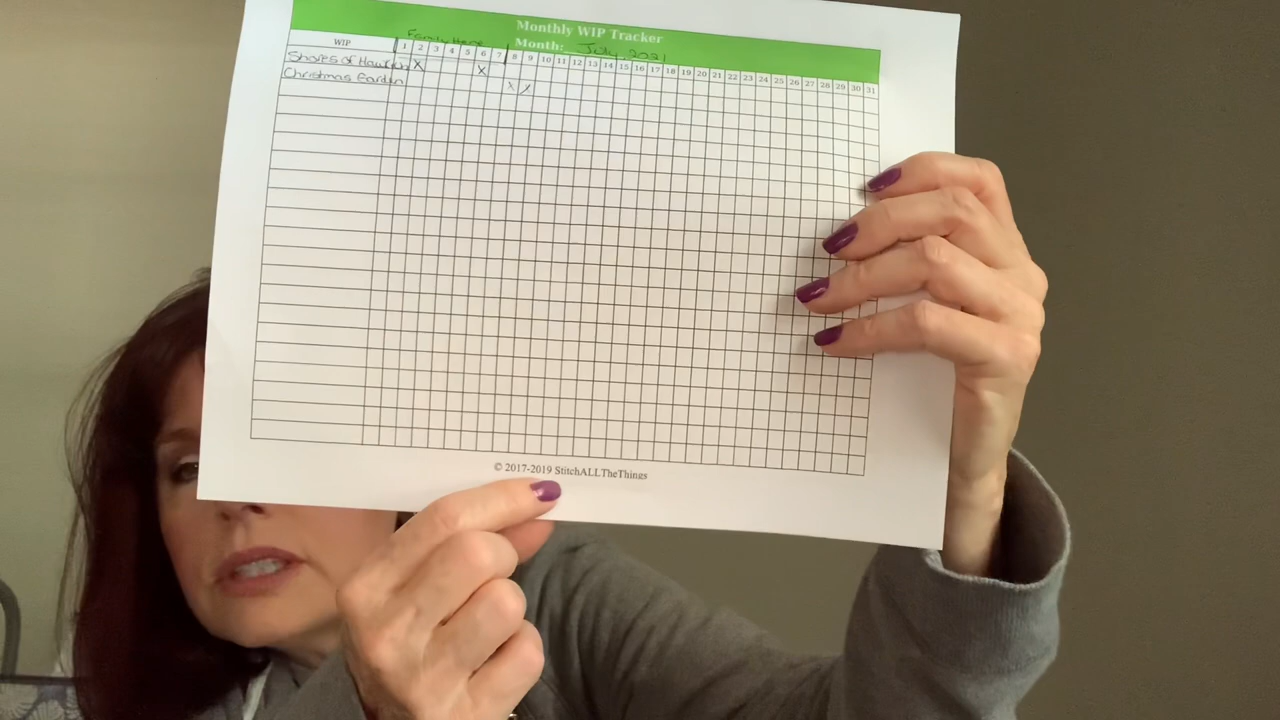 Monthly WIP Tracker
Family Here Month: July, 2021
WIP 1 2 3 4 5 6 7 8 9 10 11 12 13 14 15 16 17 18 19 20 21 22 23 24 25 26 27 28 29 30 31
Shores of Hawk X X
Christmas Garden X X
© 2017-2019 StitchALLTheThings